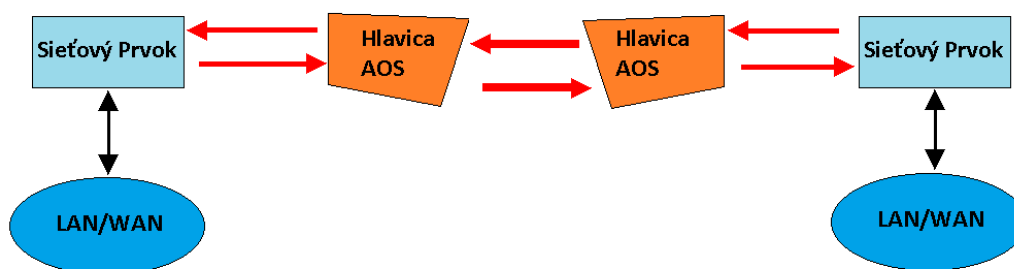 Sieťový Prvok
Hlavica
AOS
Hlavica
AOS
Sieťový Prvok
LAN/WAN
LAN/WAN